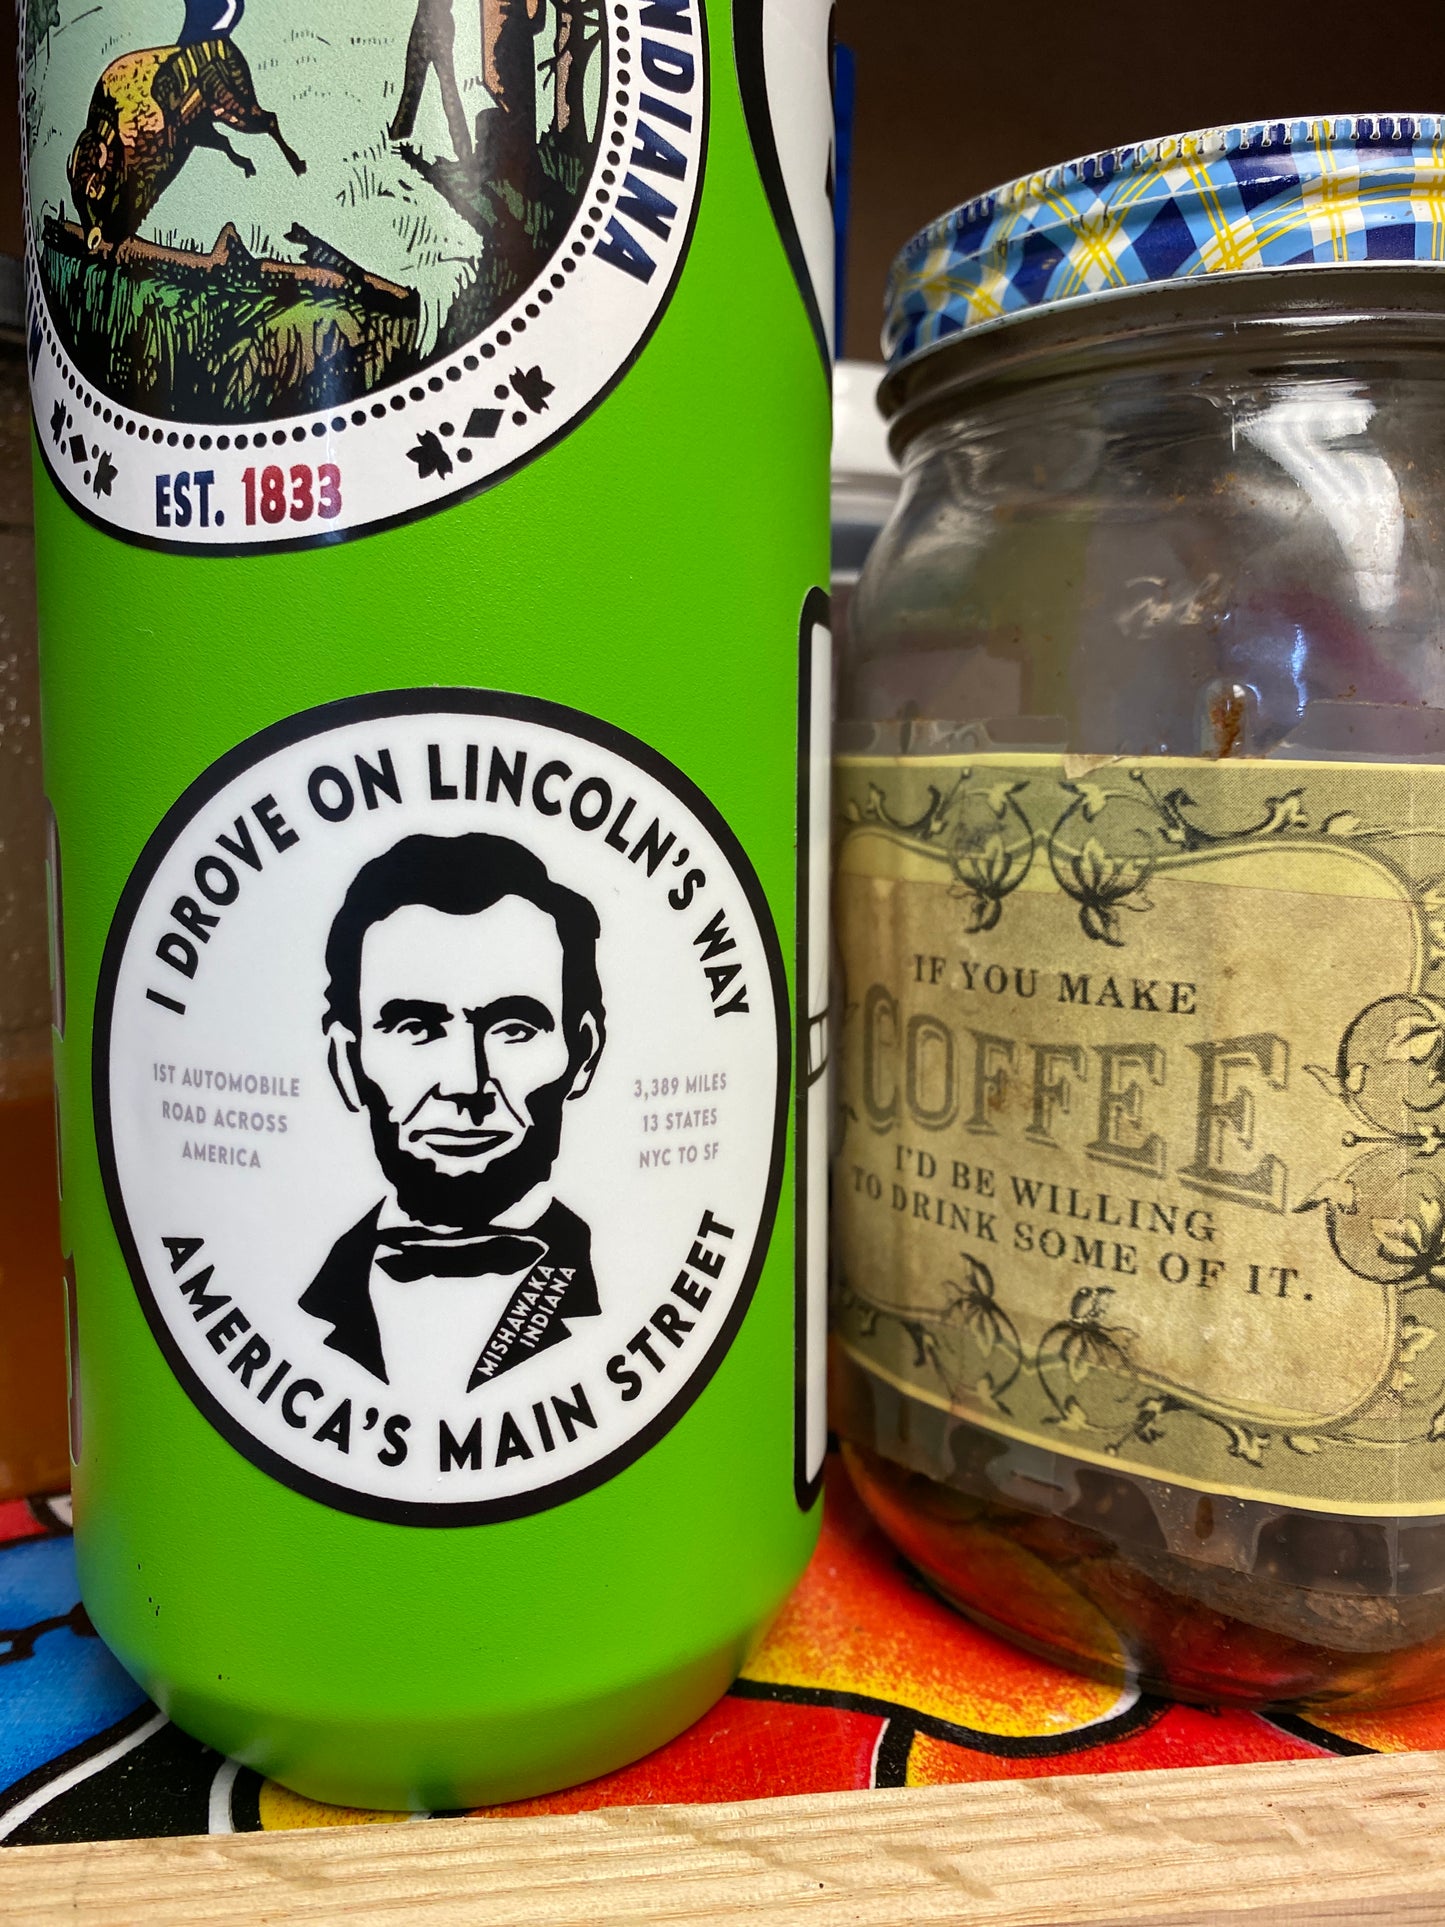 INDIANA
EST. 1833
I DROVE ON LINCOLN'S WAY
1ST AUTOMOBILE
ROAD ACROSS
AMERICA
3,389 MILES
13 STATES
NYC TO SF
MISHAWAKA
INDIANA
AMERICA'S MAIN STREET
IF YOU MAKE
COFFEE
I'D BE WILLING
TO DRINK SOME OF IT.